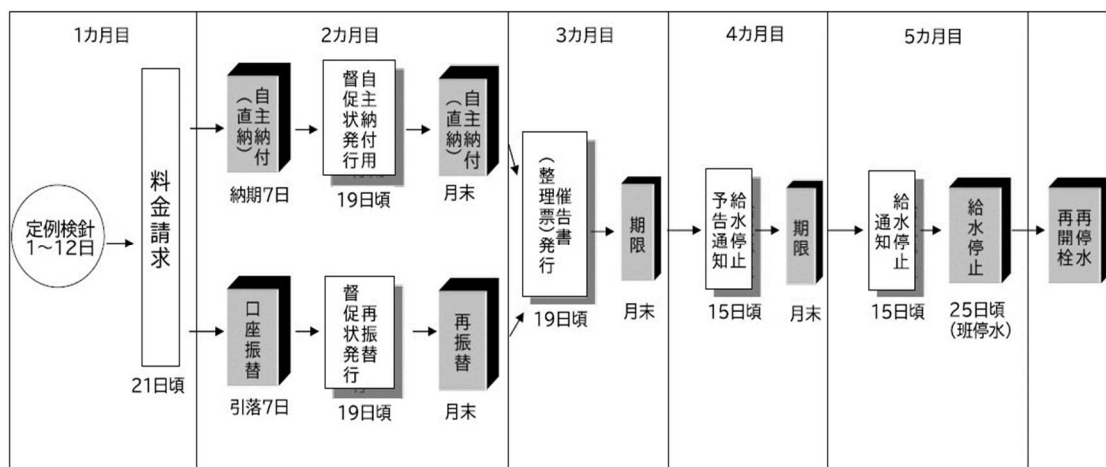 1カ月目
2カ月目
3カ月目
4カ月目
5カ月目
定例検針
1～12日
料金請求
21日頃
自主納付
(直納)
納期7日
自主納付用
督促状発行
19日頃
自主納付
(直納)
月末
口座振替
引落7日
再振替
督促状発行
19日頃
再振替
月末
催告書
(整理票)発行
19日頃
期限
月末
給水停止
予告通知
15日頃
期限
月末
給水停止
通知
15日頃
給水停止
25日頃
(班停水)
再停水
再開栓